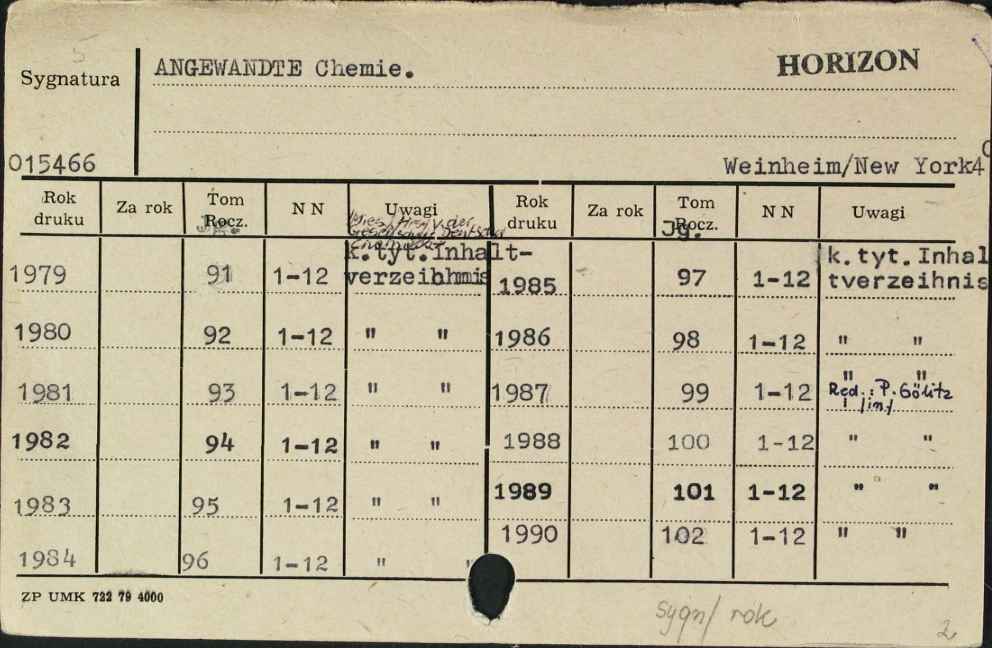 Sygnatura
ANGEWANDTE Chemie.
HORIZON
015466
Weinheim/New York4
Rok druku Za rok Tom Rocz. N N Uwagi Rok druku Za rok Tom Rocz. N N Uwagi
Jg.
k.tyt.Inhalt-
verzeihnis
k.tyt.Inhal
tverzeihnis
1979 91 1-12 1985 97 1-12
1980 92 1-12 " " 1986 98 1-12 " "
1981 93 1-12 " " 1987 99 1-12 " "
Red.: P. Gölitz
i /in/
1982 94 1-12 " " 1988 100 1-12 " "
1983 95 1-12 " " 1989 101 1-12 " "
1984 96 1-12 " " 1990 102 1-12 " "
ZP UMK 722 79 4000
sygn/ rok
2